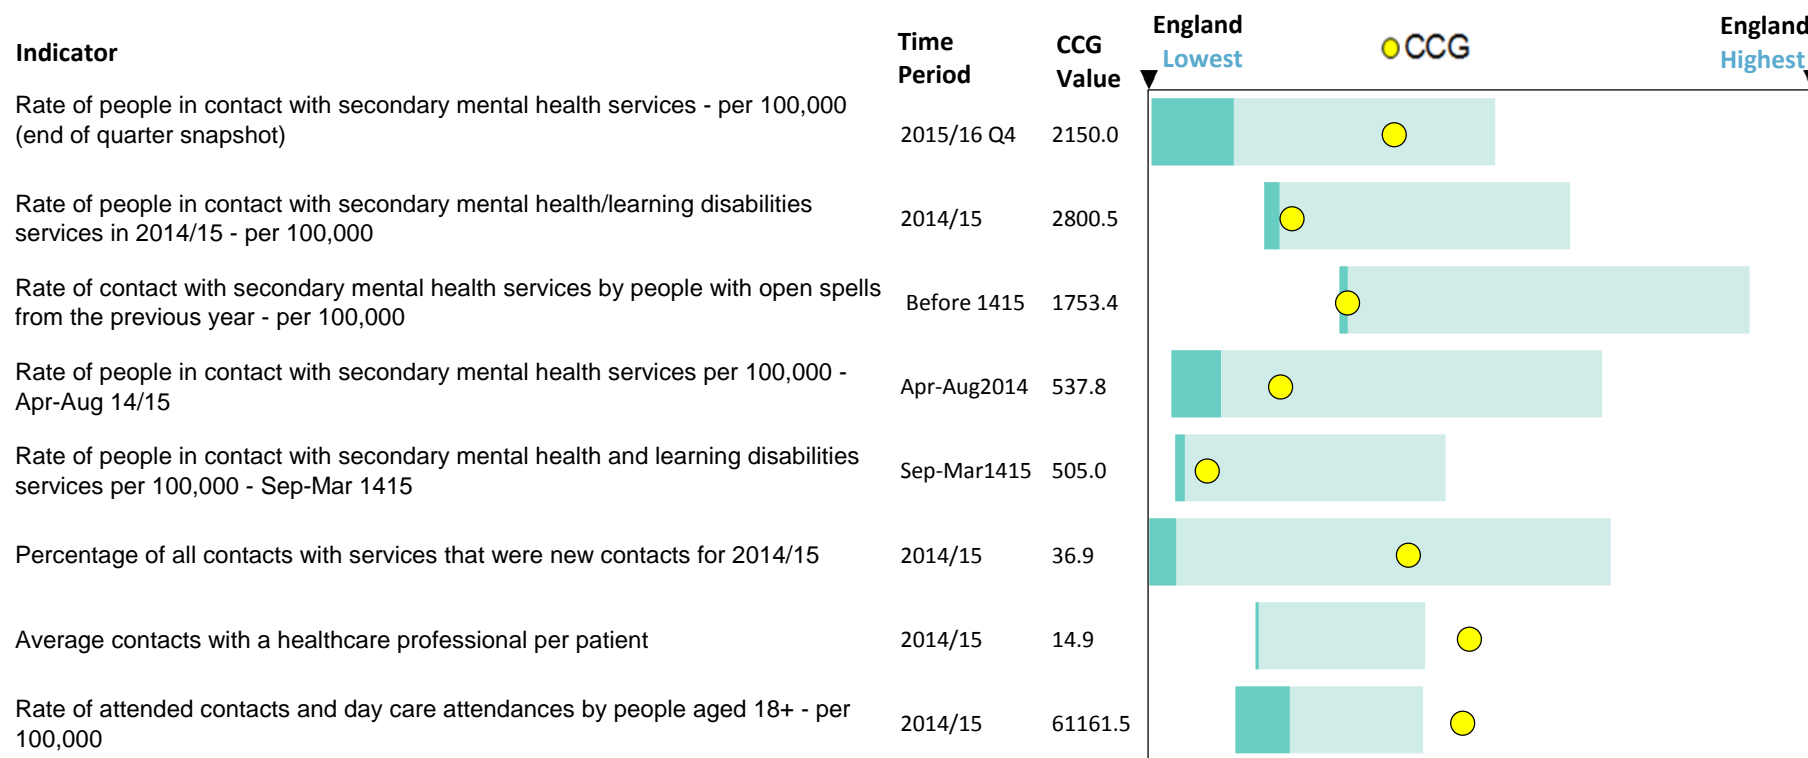 Indicator
Time Period
CCG Value
England Lowest
CCG
England Highest
Rate of people in contact with secondary mental health services - per 100,000
(end of quarter snapshot)
2015/16 Q4 2150.0
Rate of people in contact with secondary mental health/learning disabilities
services in 2014/15 - per 100,000
2014/15 2800.5
Rate of contact with secondary mental health services by people with open spells
from the previous year - per 100,000
Before 1415 1753.4
Rate of people in contact with secondary mental health services per 100,000 -
Apr-Aug 14/15
Apr-Aug2014 537.8
Rate of people in contact with secondary mental health and learning disabilities
services per 100,000 - Sep-Mar 1415
Sep-Mar1415 505.0
Percentage of all contacts with services that were new contacts for 2014/15
2014/15 36.9
Average contacts with a healthcare professional per patient
2014/15 14.9
Rate of attended contacts and day care attendances by people aged 18+ - per
100,000
2014/15 61161.5